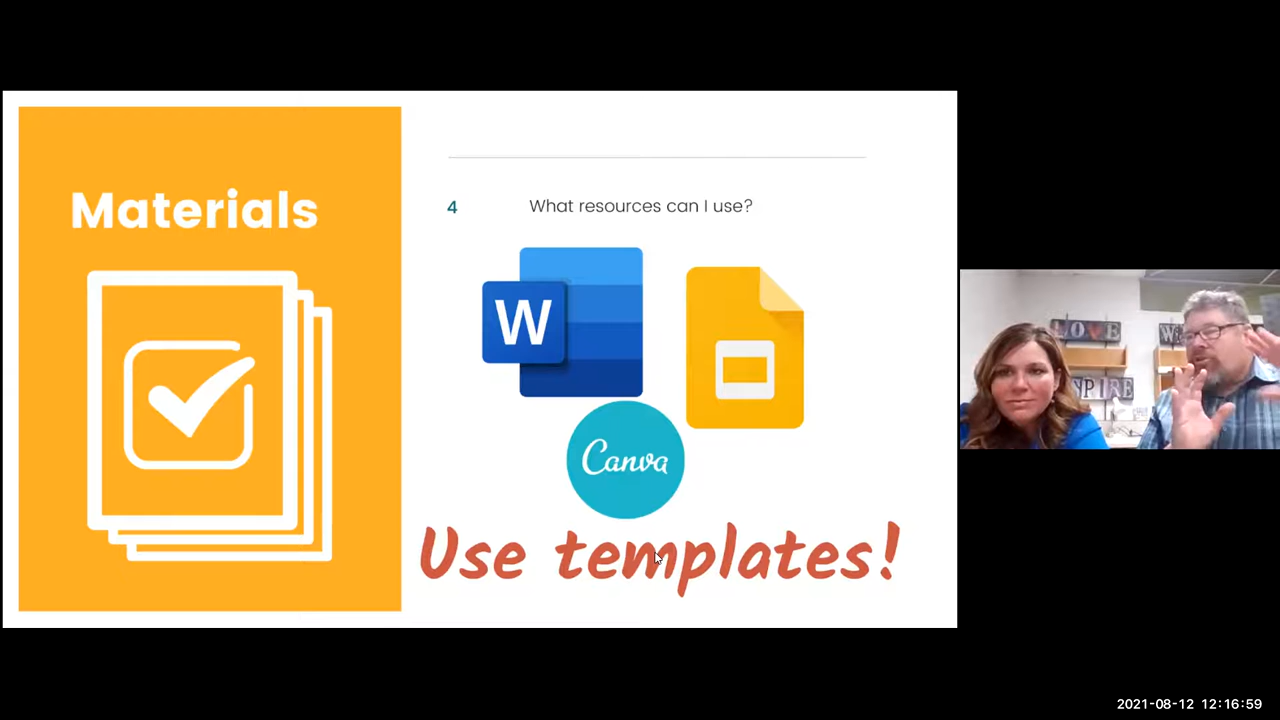 Materials
4 What resources can I use?
W
Canva
Use templates!
LOVE
2021-08-12 12:16:59